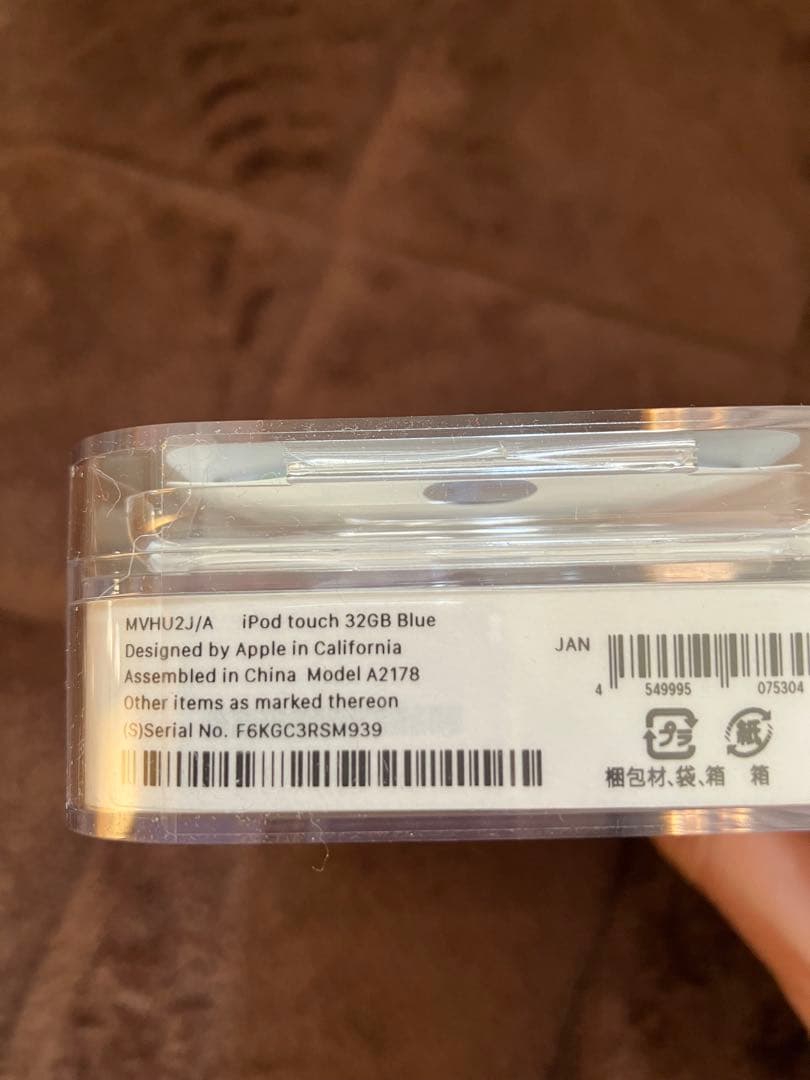 MVHU2J/A iPod touch 32GB Blue
Designed by Apple in California
Assembled in China Model A2178
Other items as marked thereon
(S)Serial No. F6KGC3RSM939
JAN
4 549995 075304
プラ 紙
梱包材、袋、箱 箱